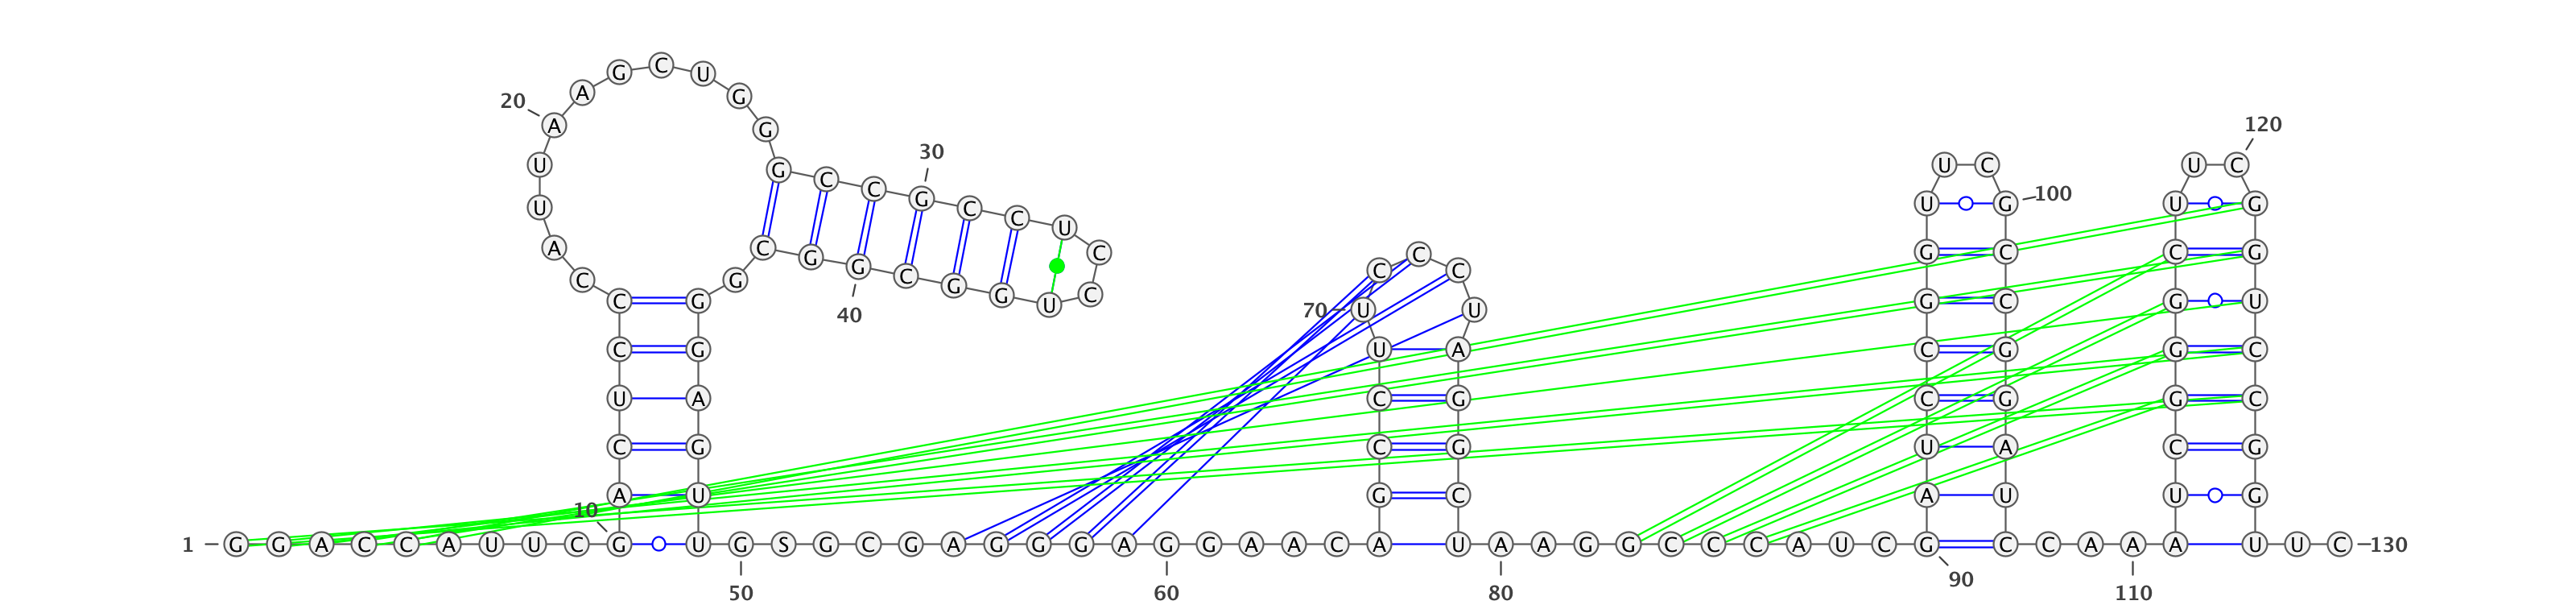 1
G G A C C A U U C
10
G A C U C C C A U U
20
A A G C U G G G C C
30
G C C U C C U G G C
40
G G C G G G A G U U
50
G S G C G A G G G A
60
G G A A C A G C C U
70
U C C C U A G G C U
80
A A G G C C C A U C
90
G A U C C G G U U C
100
G C C G G A U C C A
110
A A U C G G G C U U
120
C G G U C C G G U U
130
C